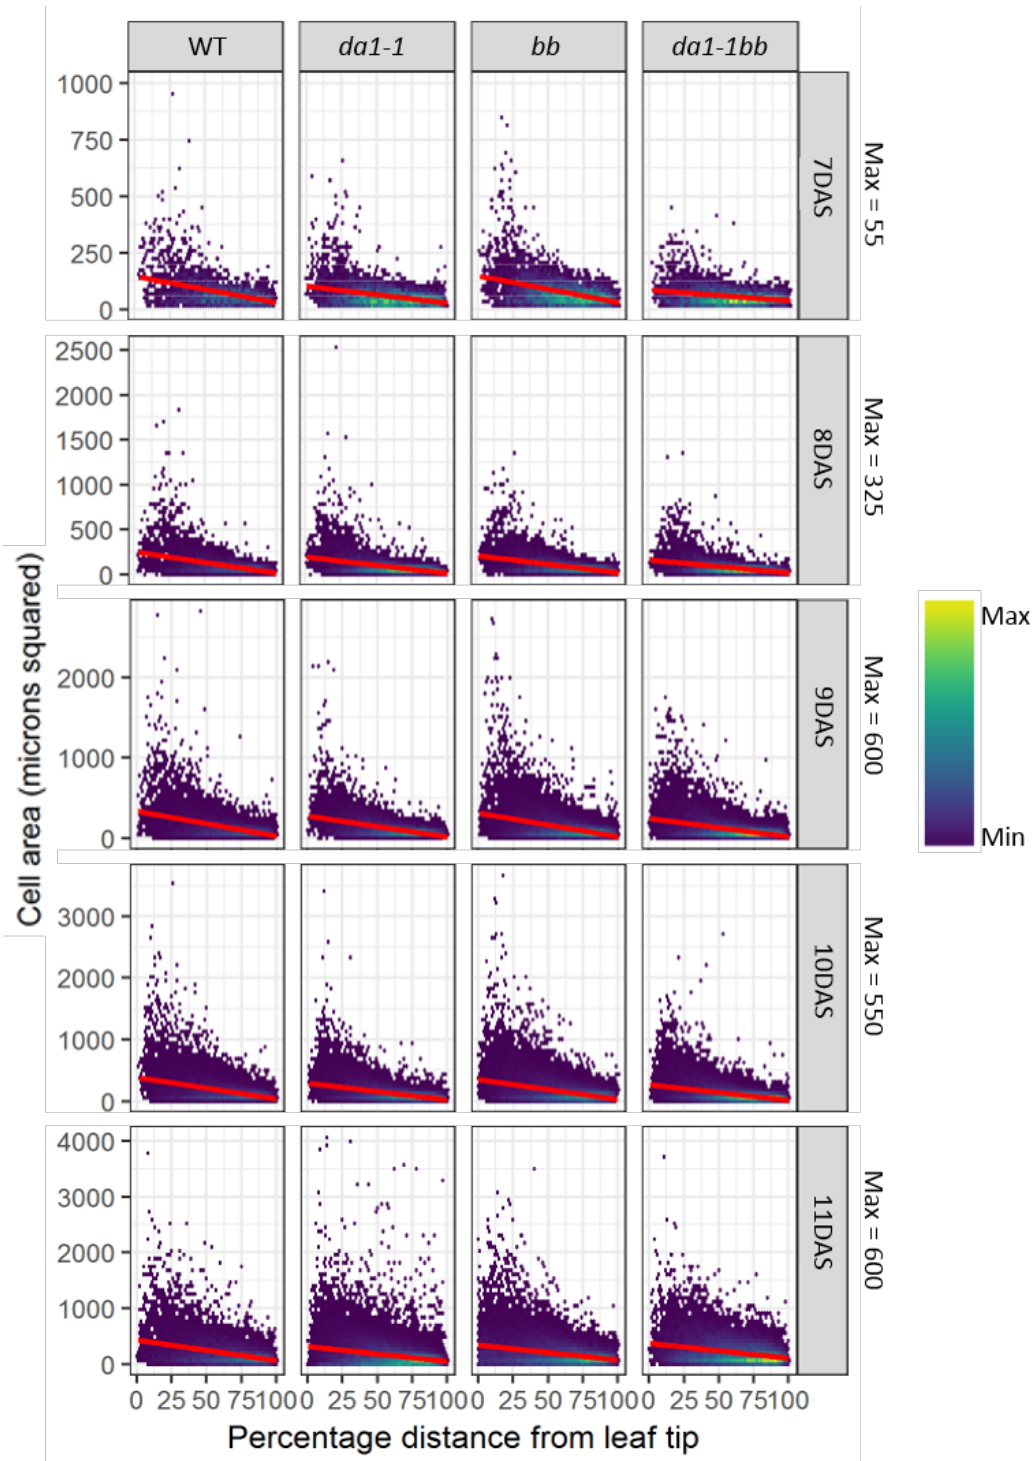 WT da1-1 bb da1-1bb
1000
750
500
250
0
7DAS
Max = 55
2500
2000
1500
1000
500
0
8DAS
Max = 325
2000
1000
0
9DAS
Max = 600
3000
2000
1000
0
10DAS
Max = 550
4000
3000
2000
1000
0
11DAS
Max = 600
0 25 50 75100 0 25 50 75100 0 25 50 75100 0 25 50 75100
Percentage distance from leaf tip
Cell area (microns squared)
Max
Min